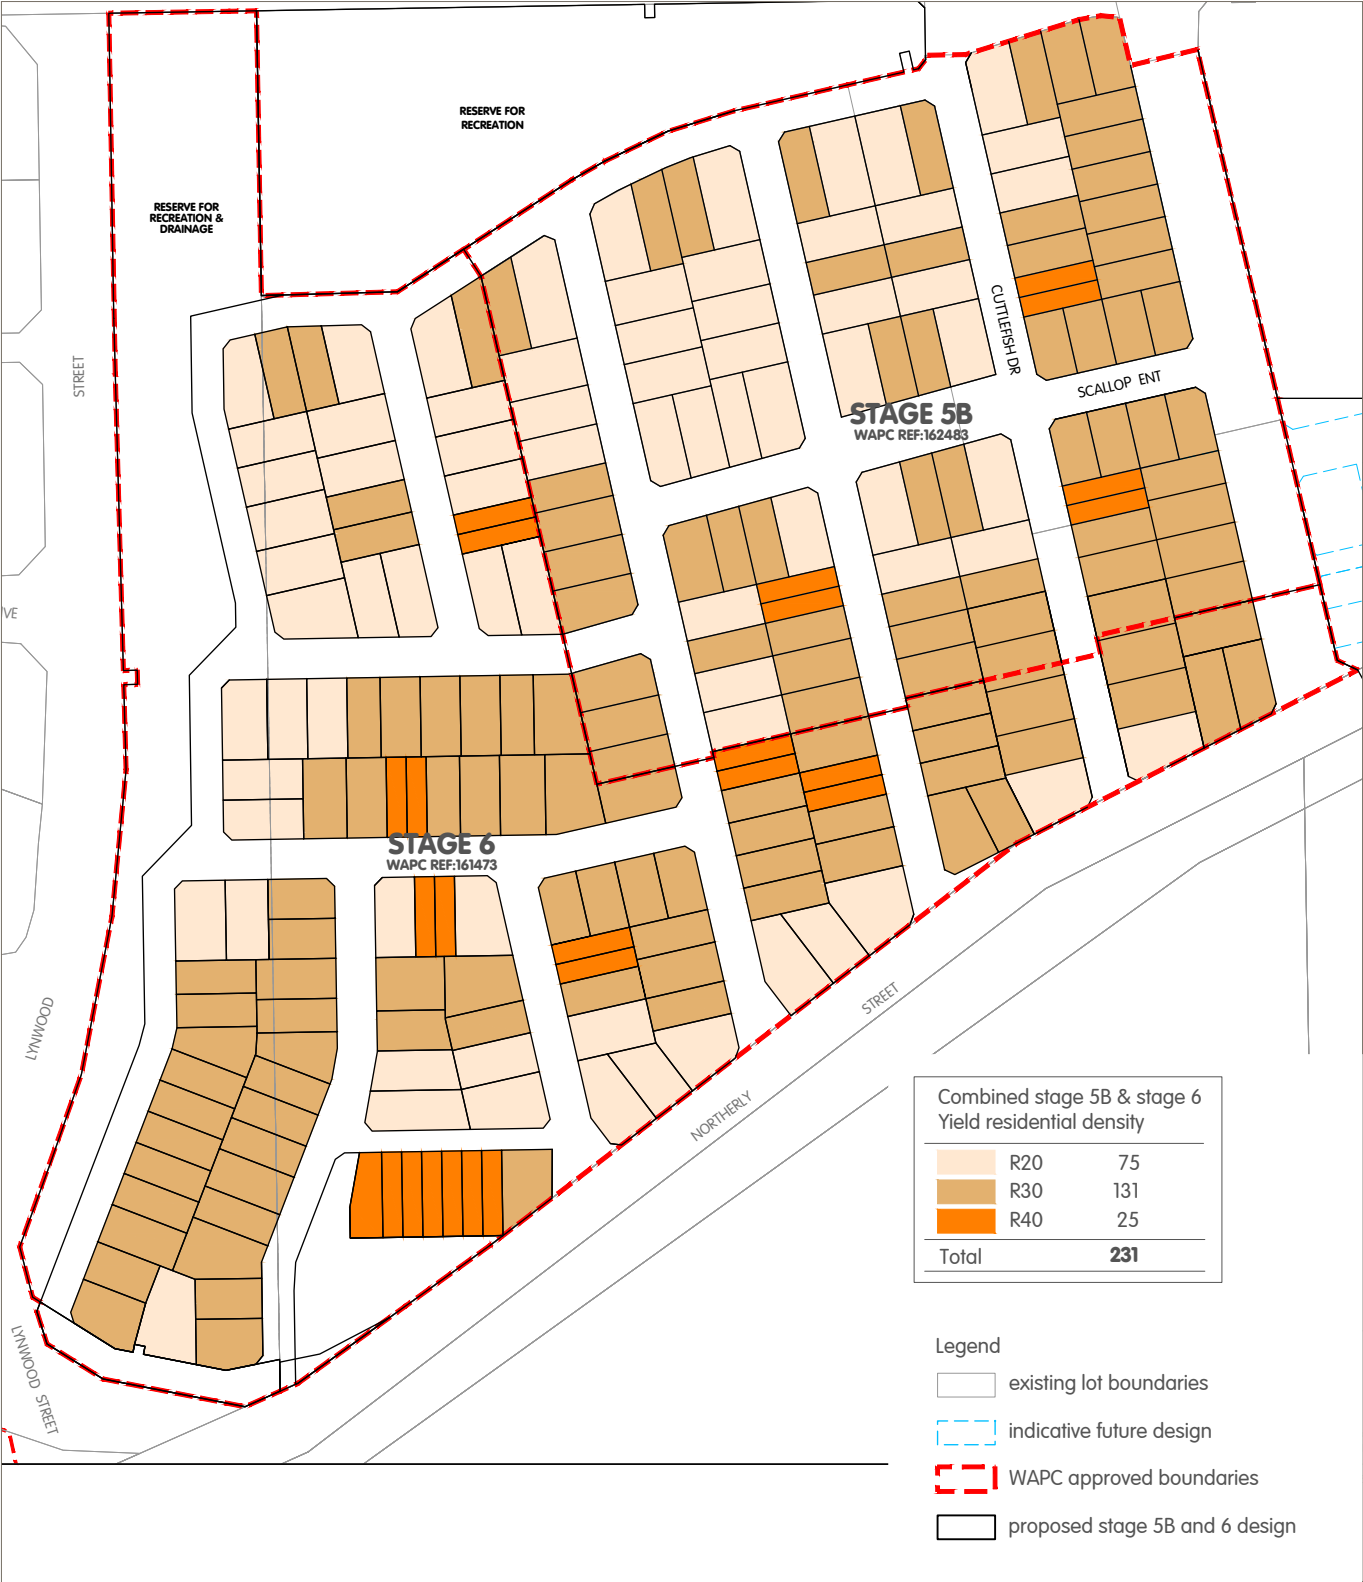 RESERVE FOR
RECREATION
RESERVE FOR
RECREATION &
DRAINAGE
STREET
CUTTLEFISH DR
SCALLOP ENT
STAGE 5B
WAPC REF:162483
VE
STAGE 6
WAPC REF:161473
LYNWOOD
STREET
NORTHERLY
LYNWOOD STREET
Combined stage 5B & stage 6
Yield residential density
R20 75
R30 131
R40 25
Total 231
Legend
existing lot boundaries
indicative future design
WAPC approved boundaries
proposed stage 5B and 6 design